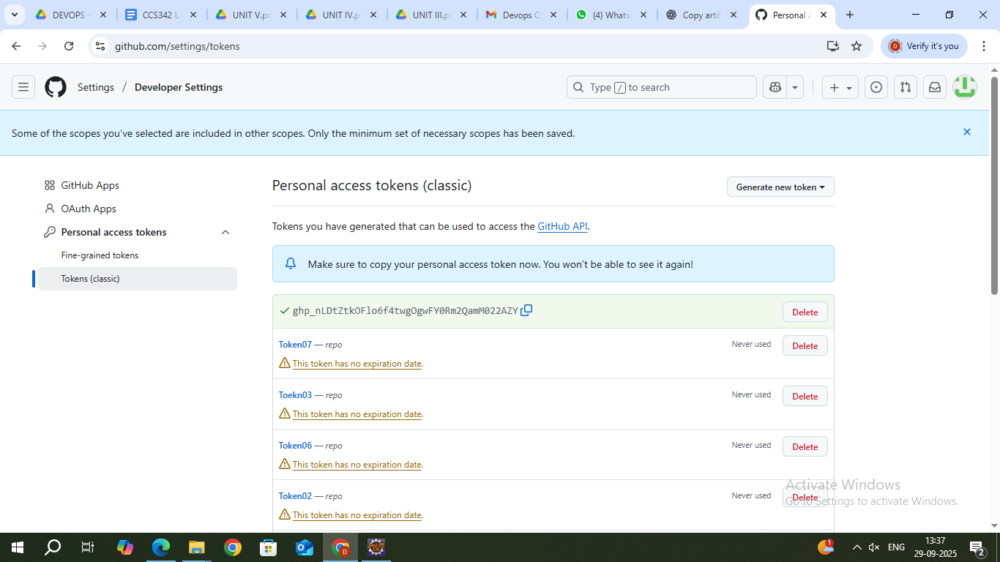 DEVOPS -
CCS342 L
UNIT V.p
UNIT IV.p
UNIT III.p
Devops C
(4) Whats
Copy arti
Personal
github.com/settings/tokens
Verify it's you
Settings / Developer Settings
Type / to search
Some of the scopes you've selected are included in other scopes. Only the minimum set of necessary scopes has been saved.
GitHub Apps
OAuth Apps
Personal access tokens
Fine-grained tokens
Tokens (classic)
Personal access tokens (classic)
Generate new token
Tokens you have generated that can be used to access the GitHub API.
Make sure to copy your personal access token now. You won't be able to see it again!
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
Delete
Token07 — repo
Never used
Delete
This token has no expiration date.
Toekn03 — repo
Never used
Delete
This token has no expiration date.
Token06 — repo
Never used
Delete
This token has no expiration date.
Token02 — repo
Never used
Delete
This token has no expiration date.
Activate Windows
Go to Settings to activate Windows.
1
ENG
13:37
29-09-2025
2